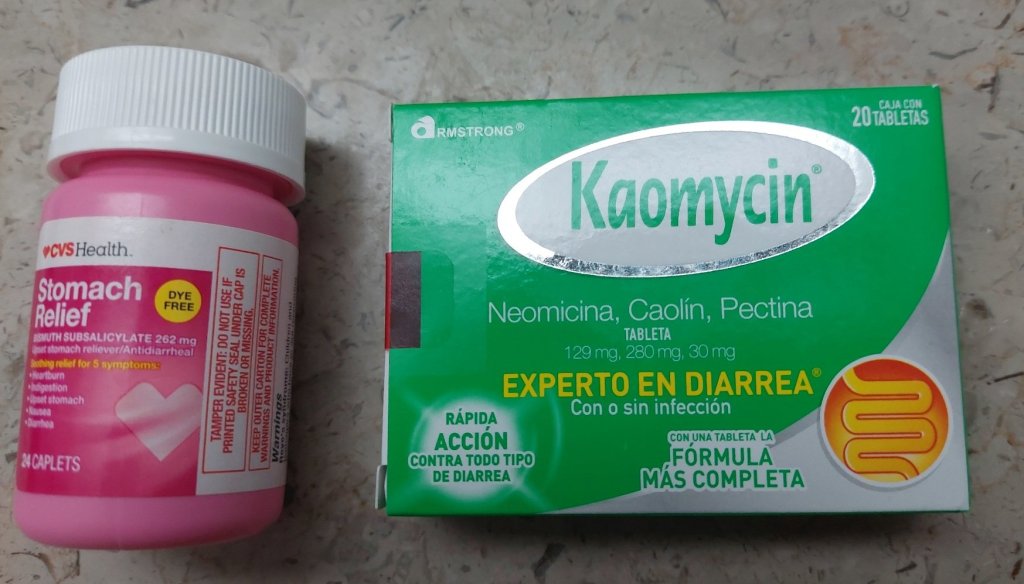 CVSHealth.
Stomach
Relief
DYE
FREE
BISMUTH SUBSALICYLATE 262 mg
Upset stomach reliever/Antidiarrheal
Soothing relief for 5 symptoms:
• Heartburn
• Indigestion
• Upset stomach
• Nausea
• Diarrhea
24 CAPLETS
TAMPER EVIDENT: DO NOT USE IF
PRINTED SAFETY SEAL UNDER CAP IS
BROKEN OR MISSING.
KEEP OUTER CARTON FOR COMPLETE
WARNINGS AND PRODUCT INFORMATION.
Warnings
ARMSTRONG®
CAJA CON
20 TABLETAS
Kaomycin®
Neomicina, Caolín, Pectina
TABLETA
129 mg, 280 mg, 30 mg
EXPERTO EN DIARREA®
Con o sin infección
RÁPIDA
ACCIÓN
CONTRA TODO TIPO
DE DIARREA
CON UNA TABLETA LA
FÓRMULA
MÁS COMPLETA